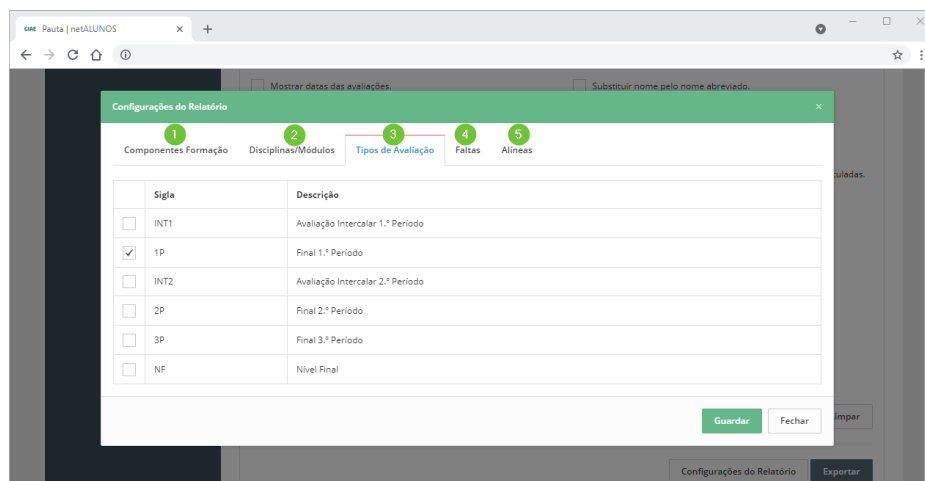 GIAE Pauta | netALUNOS
Mostrar datas das avaliações.
Substituir nome pelo nome abreviado.
Configurações do Relatório
1 2 3 4 5
Componentes Formação Disciplinas/Módulos Tipos de Avaliação Faltas Alíneas
culadas.
Sigla Descrição
INT1 Avaliação Intercalar 1.º Período
1P Final 1.º Período
INT2 Avaliação Intercalar 2.º Período
2P Final 2.º Período
3P Final 3.º Período
NF Nível Final
Guardar Fechar
impar
Configurações do Relatório Exportar